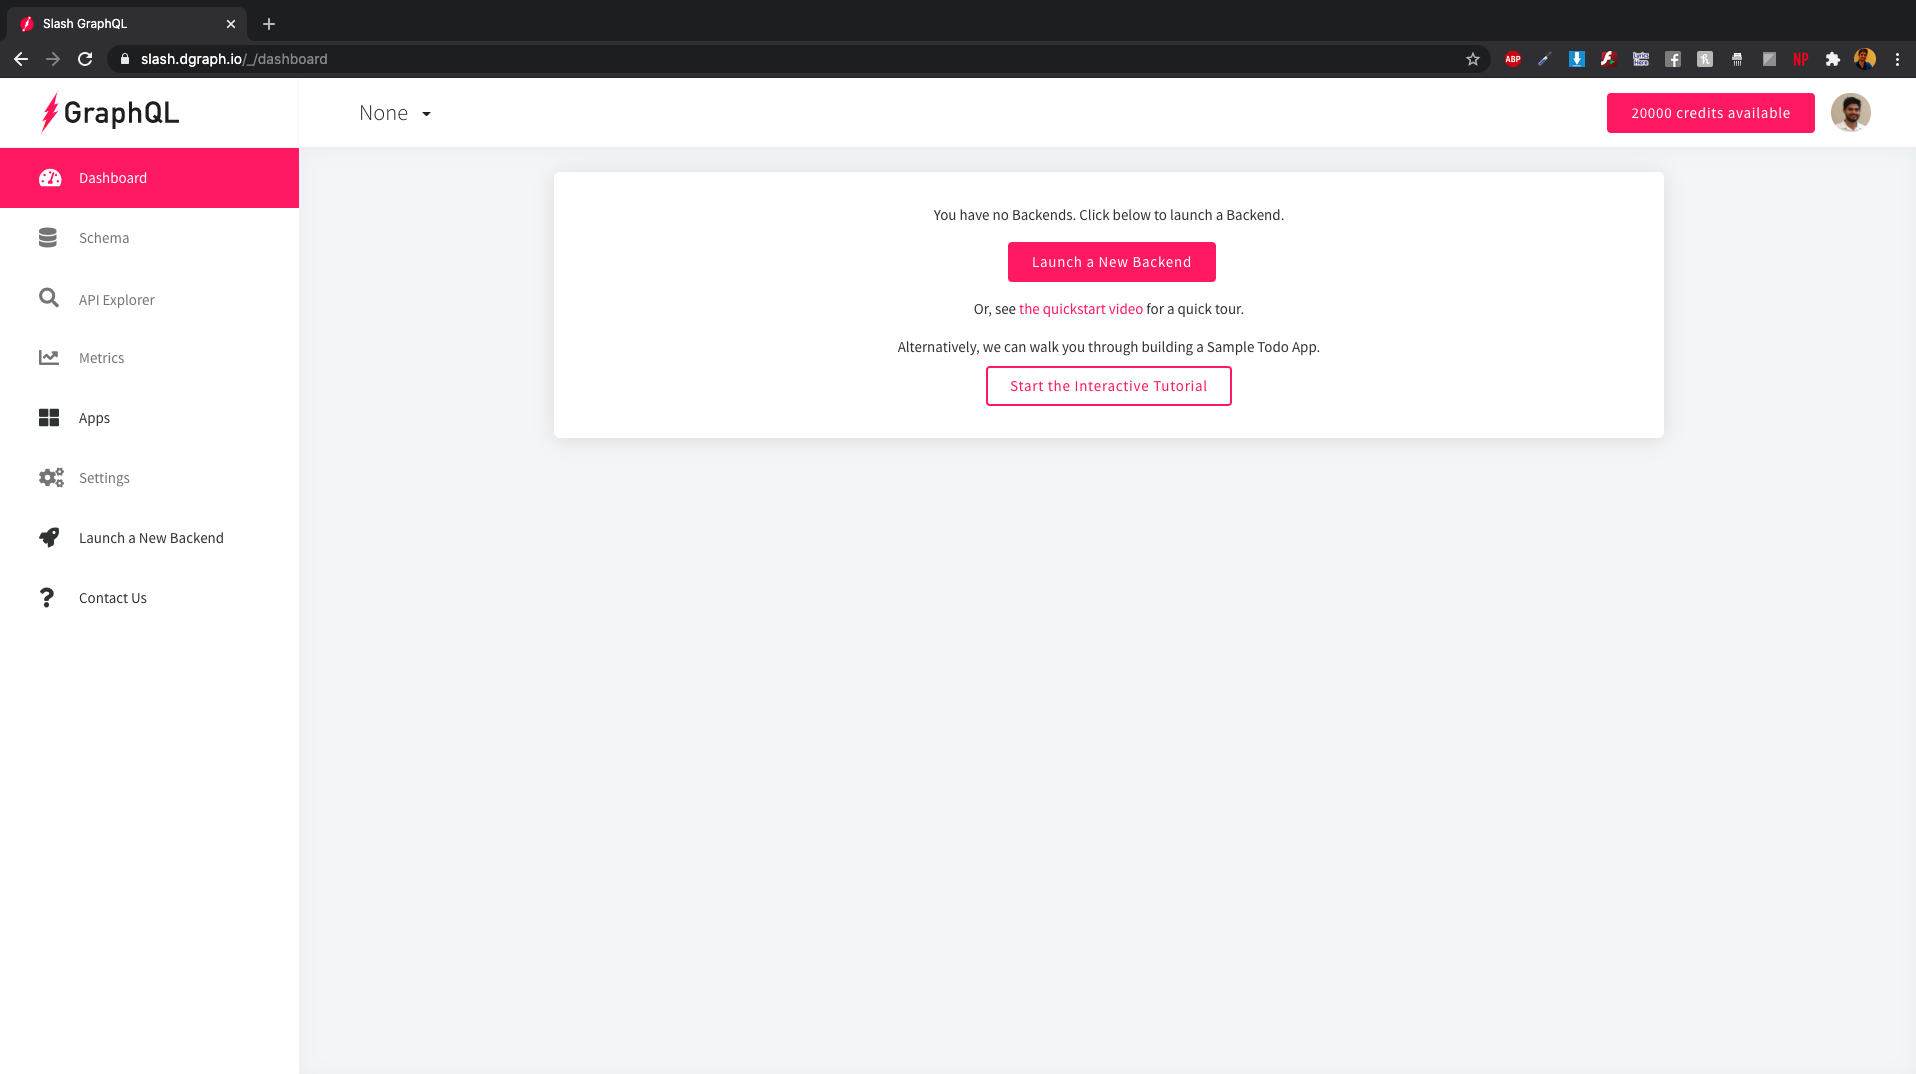 Slash GraphQL
slash.dgraph.io/_/dashboard
ABP
Lyrics Here
NP
GraphQL
None
20000 credits available
Dashboard
Schema
API Explorer
Metrics
Apps
Settings
Launch a New Backend
Contact Us
You have no Backends. Click below to launch a Backend.
Launch a New Backend
Or, see the quickstart video for a quick tour.
Alternatively, we can walk you through building a Sample Todo App.
Start the Interactive Tutorial